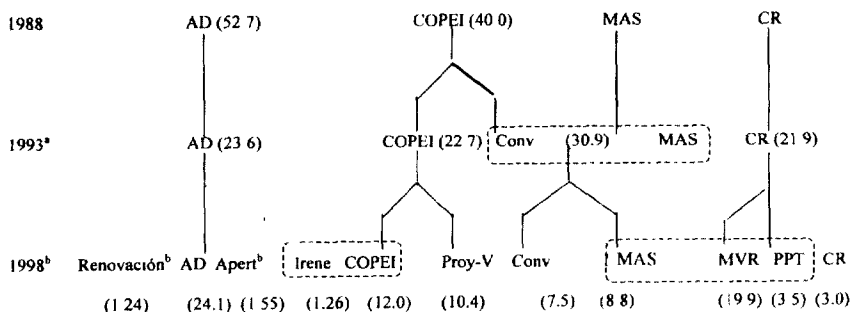 1988 AD (52 7) COPEI (40 0) MAS CR
1993ª AD (23 6) COPEI (22 7) Conv (30.9) MAS CR (21 9)
1998ᵇ Renovaciónᵇ AD Apertᵇ Irene COPEI Proy-V Conv MAS MVR PPT CR
(1 24) (24.1) (1 55) (1.26) (12.0) (10.4) (7.5) (8 8) (19 9) (3 5) (3.0)